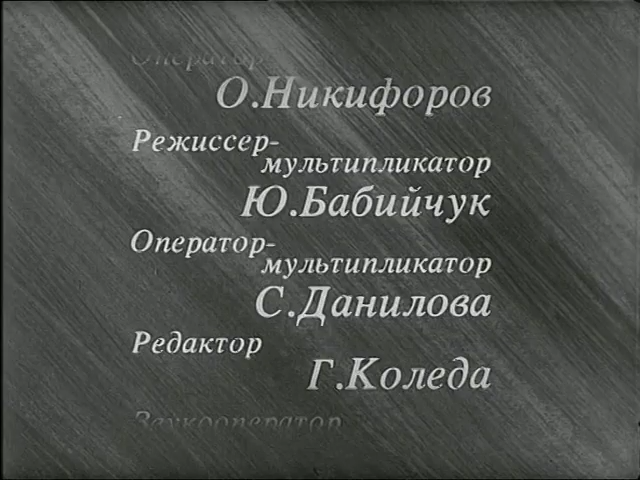 Оператор
О.Никифоров
Режиссер-
мультипликатор
Ю.Бабийчук
Оператор-
мультипликатор
С.Данилова
Редактор
Г.Коледа
Звукооператор